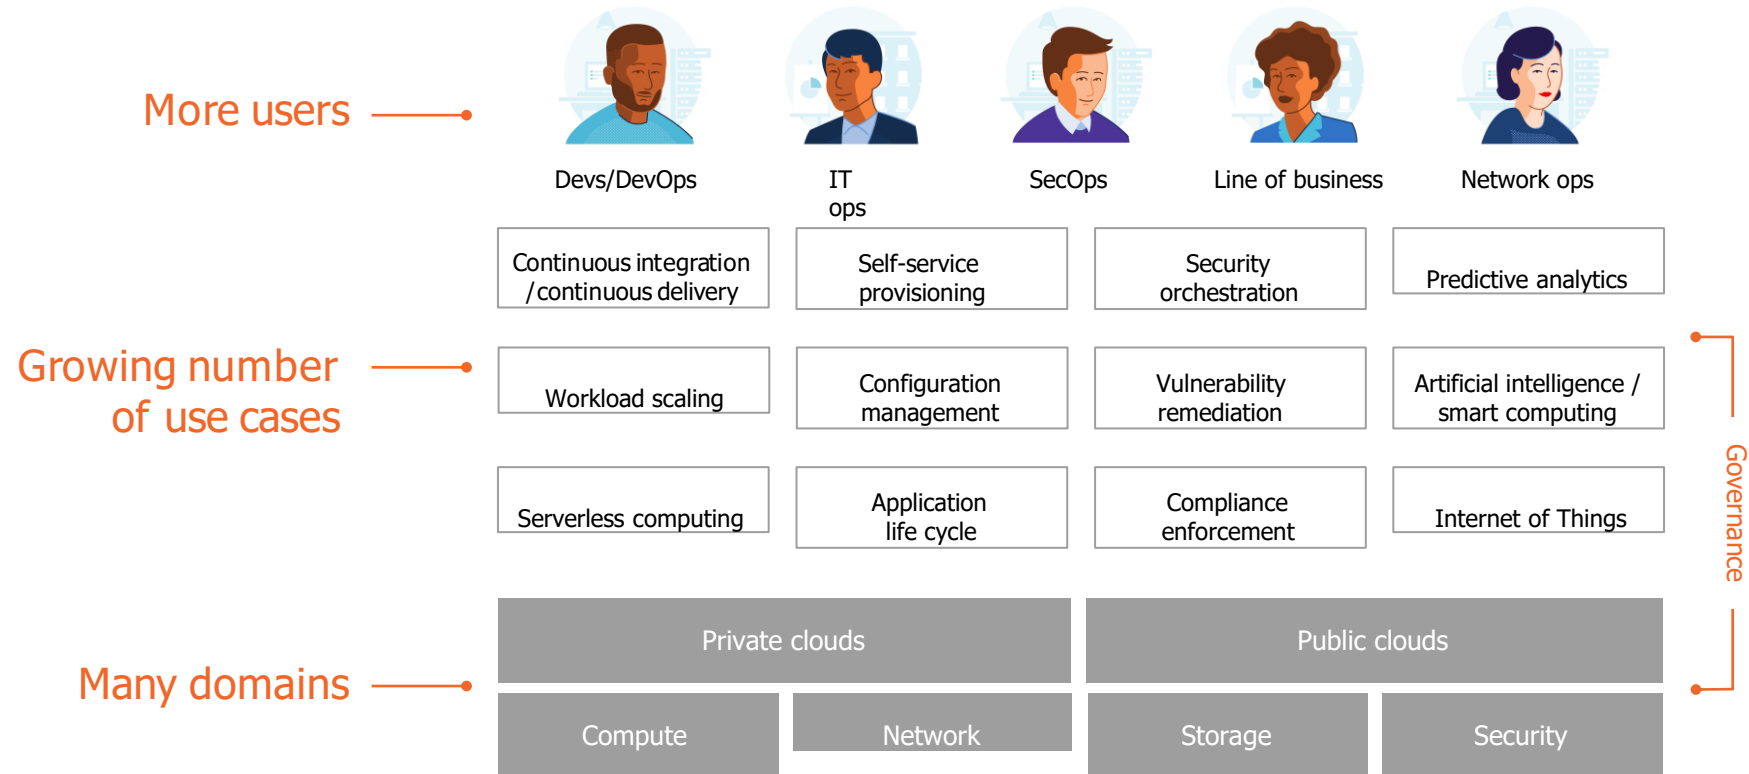 More users
Devs/DevOps
IT
ops
SecOps
Line of business
Network ops
Growing number
of use cases
Continuous integration
/continuous delivery
Self-service
provisioning
Security
orchestration
Predictive analytics
Workload scaling
Configuration
management
Vulnerability
remediation
Artificial intelligence /
smart computing
Serverless computing
Application
life cycle
Compliance
enforcement
Internet of Things
Governance
Many domains
Private clouds
Public clouds
Compute
Network
Storage
Security